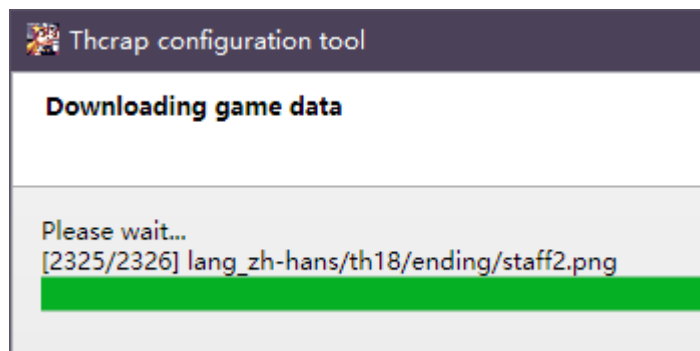 Thcrap configuration tool
Downloading game data
Please wait...
[2325/2326] lang_zh-hans/th18/ending/staff2.png